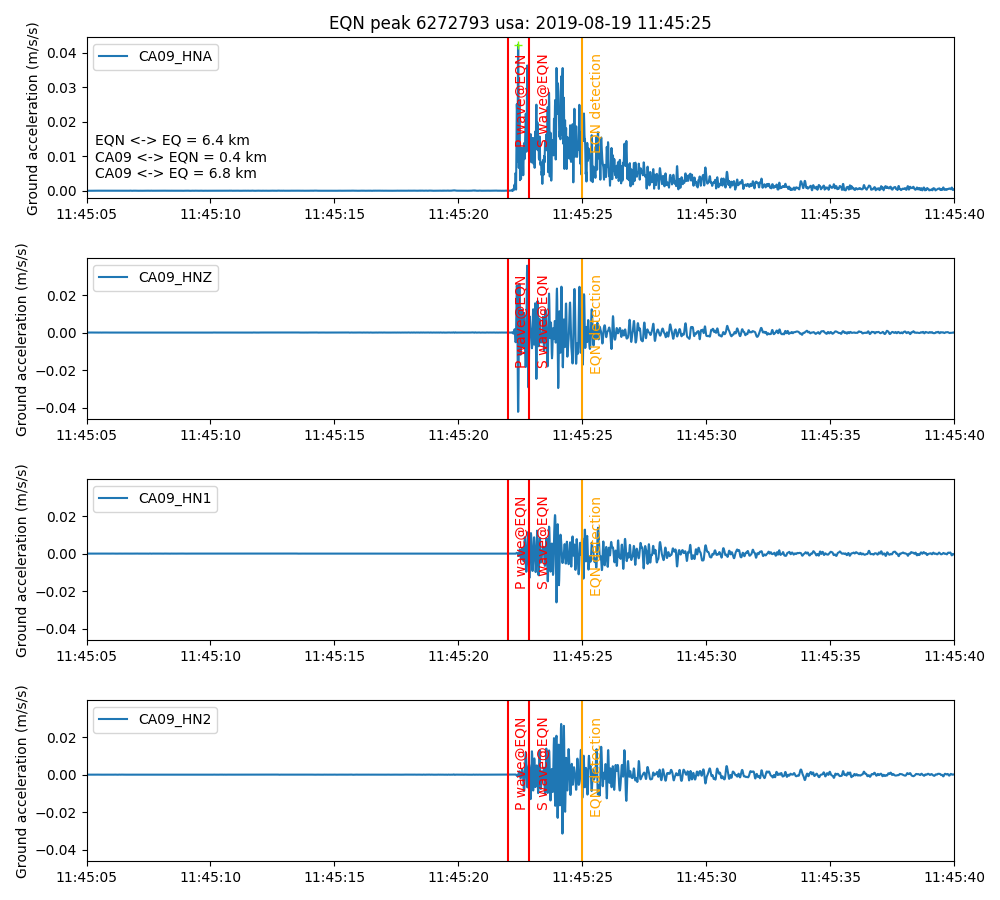 EQN peak 6272793 usa: 2019-08-19 11:45:25
Ground acceleration (m/s/s)
0.04
0.03
0.02
0.01
0.00
CA09_HNA
EQN <-> EQ = 6.4 km
CA09 <-> EQN = 0.4 km
CA09 <-> EQ = 6.8 km
P wave@EQN
S wave@EQN
EQN detection
11:45:05 11:45:10 11:45:15 11:45:20 11:45:25 11:45:30 11:45:35 11:45:40
Ground acceleration (m/s/s)
0.02
0.00
−0.02
−0.04
CA09_HNZ
P wave@EQN
S wave@EQN
EQN detection
11:45:05 11:45:10 11:45:15 11:45:20 11:45:25 11:45:30 11:45:35 11:45:40
Ground acceleration (m/s/s)
0.02
0.00
−0.02
−0.04
CA09_HN1
P wave@EQN
S wave@EQN
EQN detection
11:45:05 11:45:10 11:45:15 11:45:20 11:45:25 11:45:30 11:45:35 11:45:40
Ground acceleration (m/s/s)
0.02
0.00
−0.02
−0.04
CA09_HN2
P wave@EQN
S wave@EQN
EQN detection
11:45:05 11:45:10 11:45:15 11:45:20 11:45:25 11:45:30 11:45:35 11:45:40